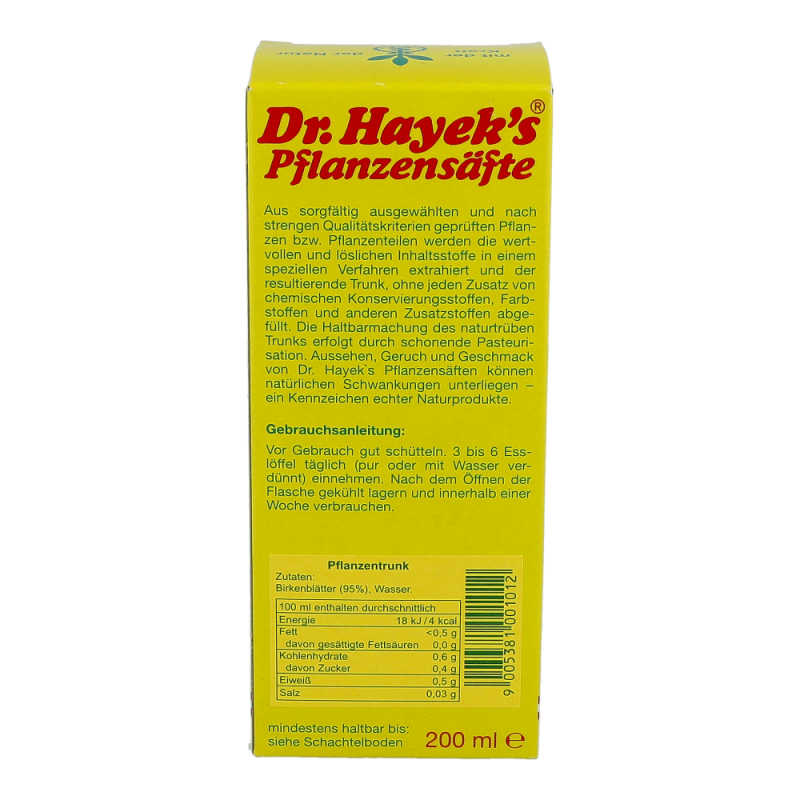 mit der
Kraft
der Natur
Dr. Hayek's®
Pflanzensäfte
Aus sorgfältig ausgewählten und nach
strengen Qualitätskriterien geprüften Pflan-
zen bzw. Pflanzenteilen werden die wert-
vollen und löslichen Inhaltsstoffe in einem
speziellen Verfahren extrahiert und der
resultierende Trunk, ohne jeden Zusatz von
chemischen Konservierungsstoffen, Farb-
stoffen und anderen Zusatzstoffen abge-
füllt. Die Haltbarmachung des naturtrüben
Trunks erfolgt durch schonende Pasteuri-
sation. Aussehen, Geruch und Geschmack
von Dr. Hayek`s Pflanzensäften können
natürlichen Schwankungen unterliegen –
ein Kennzeichen echter Naturprodukte.
Gebrauchsanleitung:
Vor Gebrauch gut schütteln. 3 bis 6 Ess-
löffel täglich (pur oder mit Wasser ver-
dünnt) einnehmen. Nach dem Öffnen der
Flasche gekühlt lagern und innerhalb einer
Woche verbrauchen.
Pflanzentrunk
Zutaten:
Birkenblätter (95%), Wasser.
100 ml enthalten durchschnittlich
Energie 18 kJ / 4 kcal
Fett <0,5 g
davon gesättigte Fettsäuren 0,0 g
Kohlenhydrate 0,6 g
davon Zucker 0,4 g
Eiweiß 0,5 g
Salz 0,03 g
9 005381 001012
mindestens haltbar bis:
siehe Schachtelboden
200 ml e